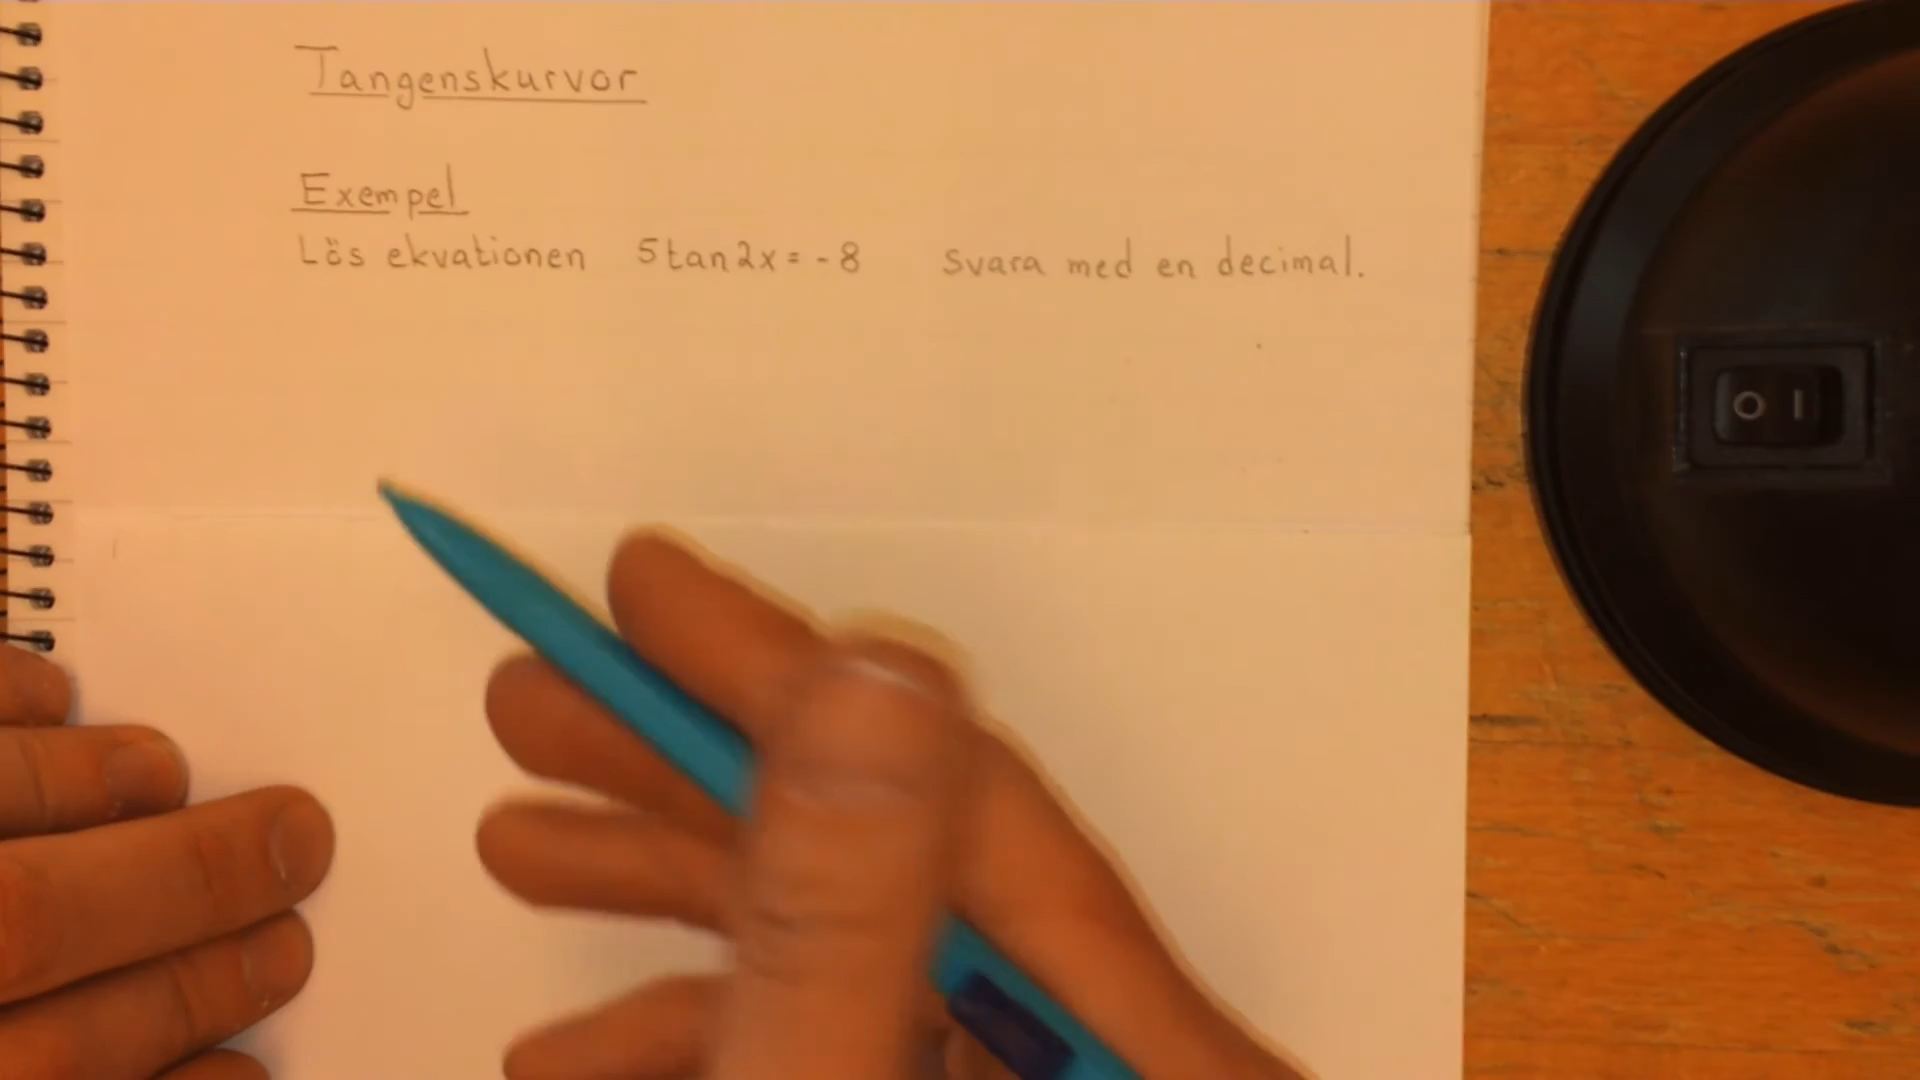 Tangenskurvor
Exempel
Lös ekvationen 5tan2x = -8 svara med en decimal.
O I